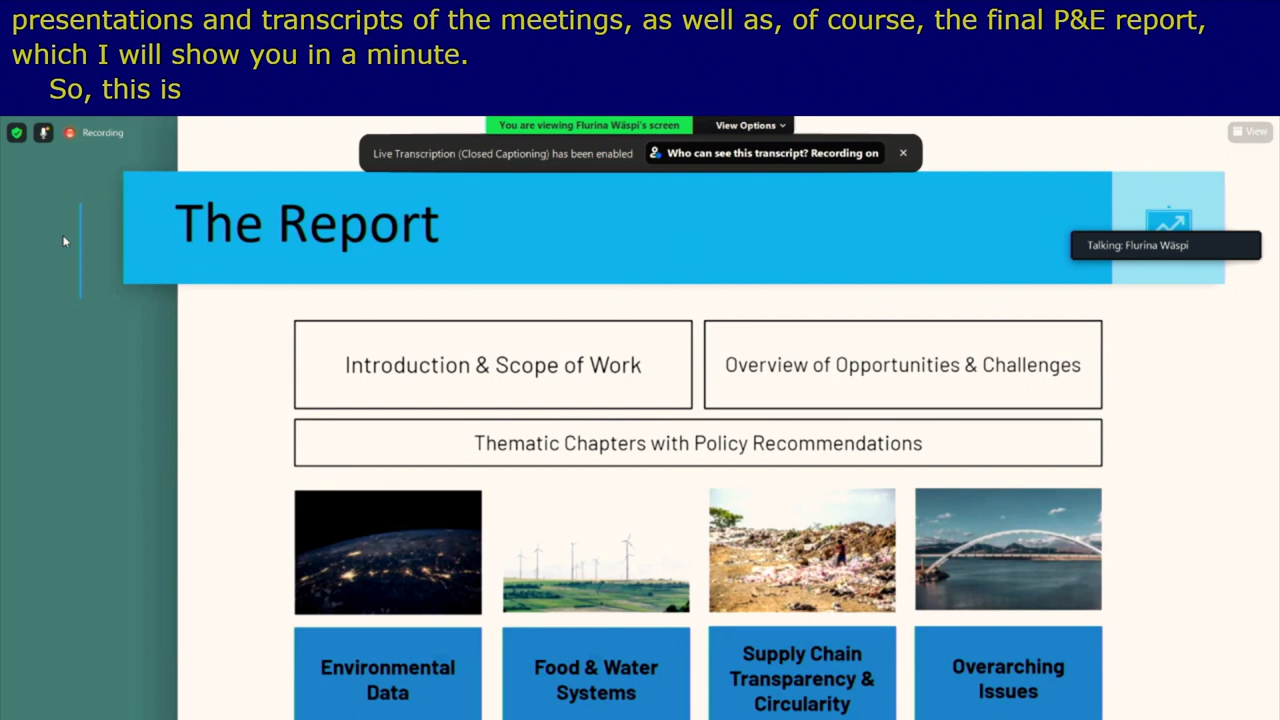 presentations and transcripts of the meetings, as well as, of course, the final P&E report,
which I will show you in a minute.
So, this is
Recording
You are viewing Flurina Wäspi's screen
View Options
View
Live Transcription (Closed Captioning) has been enabled
Who can see this transcript? Recording on
The Report
Talking: Flurina Wäspi
Introduction & Scope of Work
Overview of Opportunities & Challenges
Thematic Chapters with Policy Recommendations
Environmental
Data
Food & Water
Systems
Supply Chain
Transparency &
Circularity
Overarching
Issues